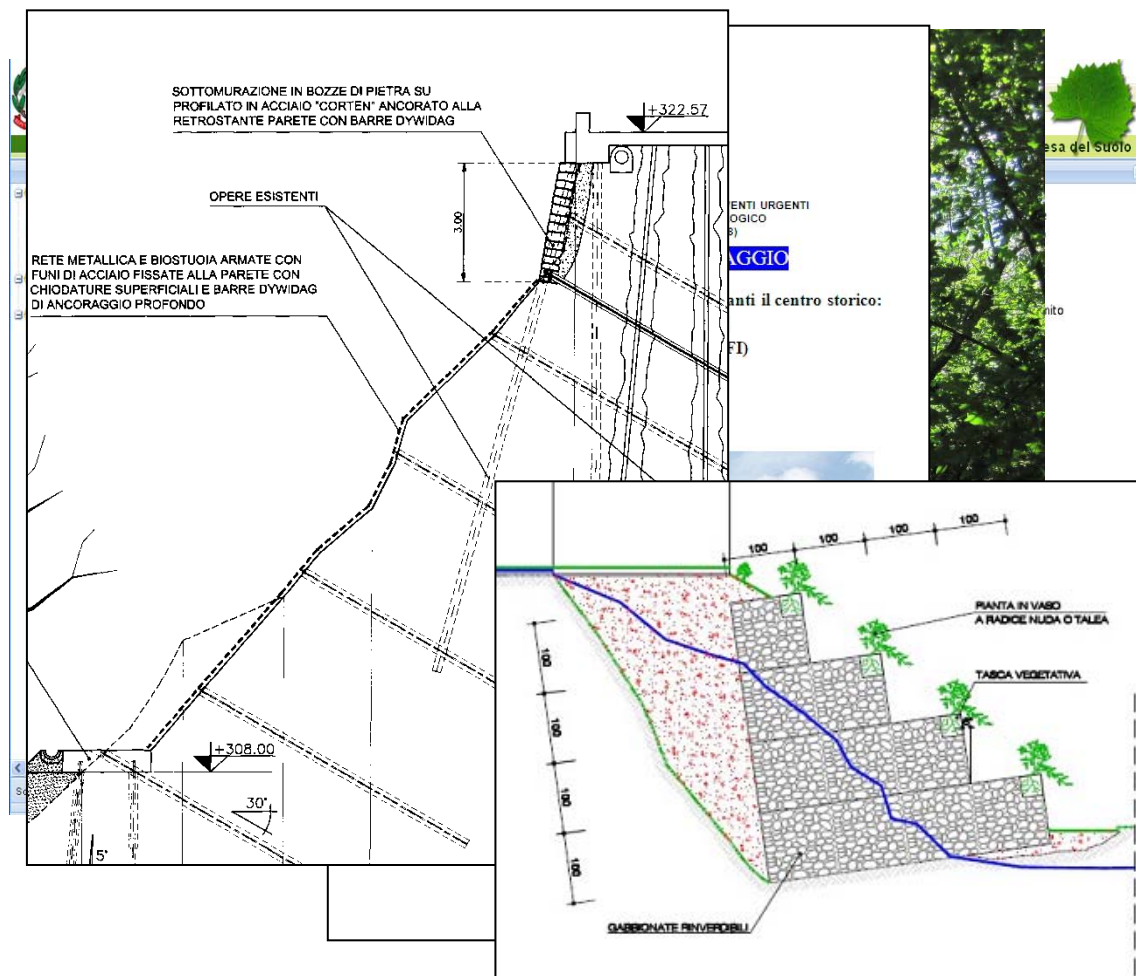 SOTTOMURAZIONE IN BOZZE DI PIETRA SU
PROFILATO IN ACCIAIO "CORTEN" ANCORATO ALLA
RETROSTANTE PARETE CON BARRE DYWIDAG
+322.57
OPERE ESISTENTI
3.00
RETE METALLICA E BIOSTUOIA ARMATE CON
FUNI DI ACCIAIO FISSATE ALLA PARETE CON
CHIODATURE SUPERFICIALI E BARRE DYWIDAG
DI ANCORAGGIO PROFONDO
+308.00
30°
5°
esa del Suolo
VENTI URGENTI
OGICO
AGGIO
anti il centro storico:
FI)
100
100
100
100
PIANTA IN VASO
A RADICE NUDA O TALEA
TASCA VEGETATIVA
100
100
100
100
GABBIONATE RINVERDIBILI